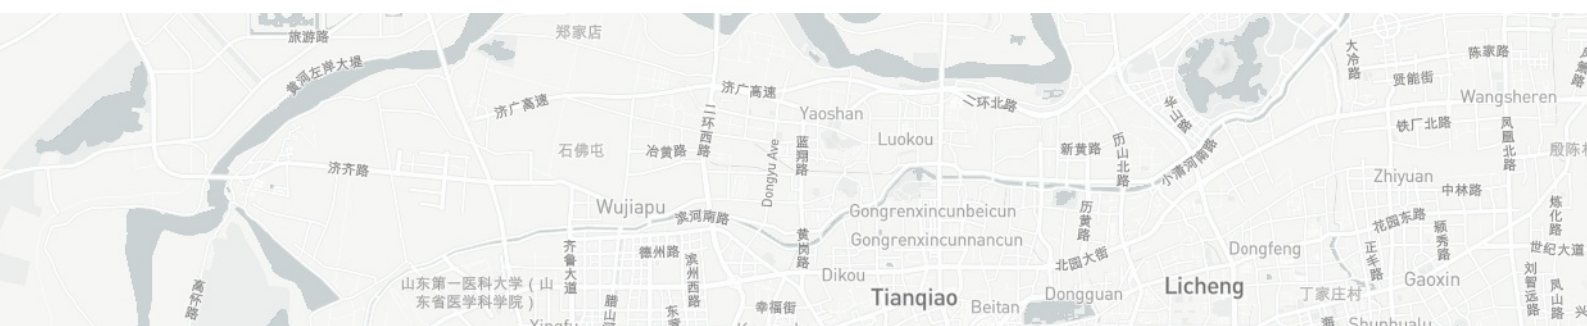 旅游路
郑家店
黄河左岸大堤
大冷路
陈家路
贤能街
济广高速
济广高速
二环北路
Wangsheren
Yaoshan
华山路
铁厂北路
二环西路
Luokou
蓝翔路
历山北路
凤凰北路
石佛屯
冶黄路
新黄路
Dongyu Ave
小清河南路
济齐路
Zhiyuan
中林路
Wujiapu
滨河南路
Gongrenxincunbeicun
历黄路
花园东路
炼化路
Gongrenxincunnancun
黄岗路
颖秀路
齐鲁大道
德州路
Dongfeng
世纪大道
北园大街
正丰路
滨州西路
Dikou
Gaoxin
山东第一医科大学（山
东省医学科学院）
高怀路
Licheng
刘智远路
凤山路
Tianqiao
Dongguan
丁家庄村
幸福街
Beitan